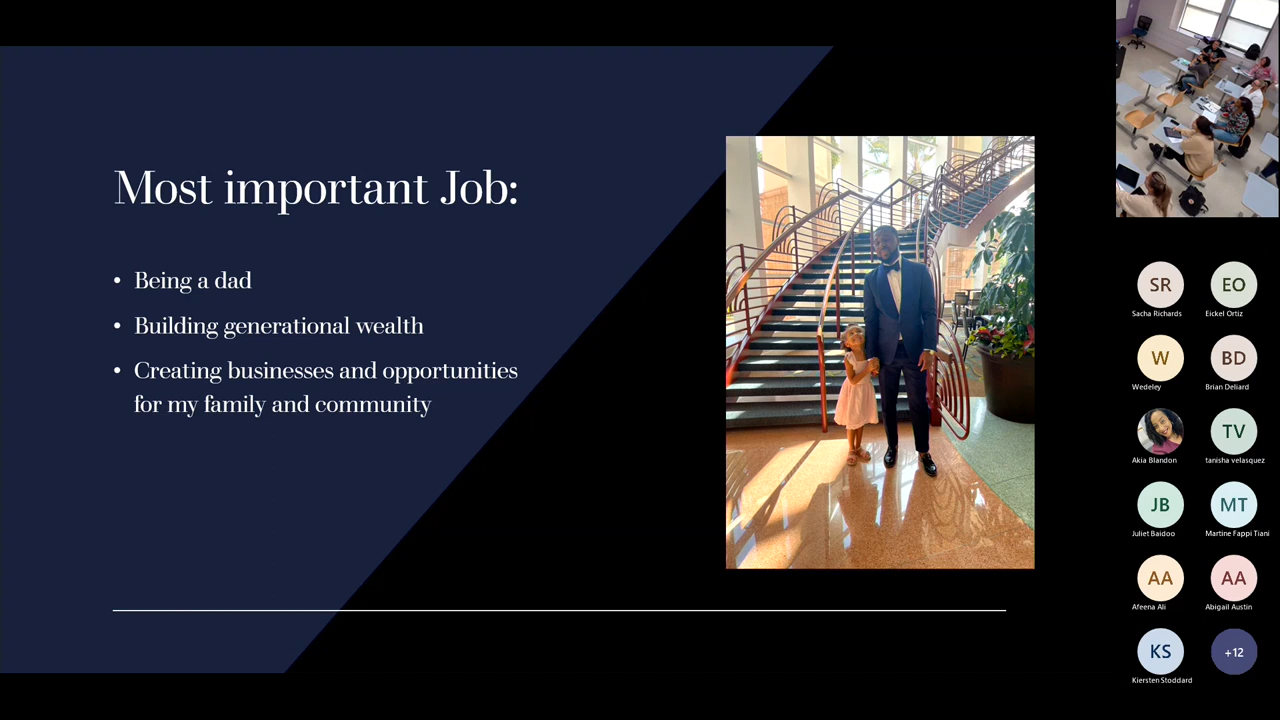 Most important Job:
• Being a dad
• Building generational wealth
• Creating businesses and opportunities
for my family and community
SR
Sacha Richards
EO
Eickel Ortiz
W
Wedeley
BD
Brian Deliard
Akia Blandon
TV
tanisha velasquez
JB
Juliet Baidoo
MT
Martine Fappi Tiani
AA
Afeena Ali
AA
Abigail Austin
KS
Kiersten Stoddard
+12